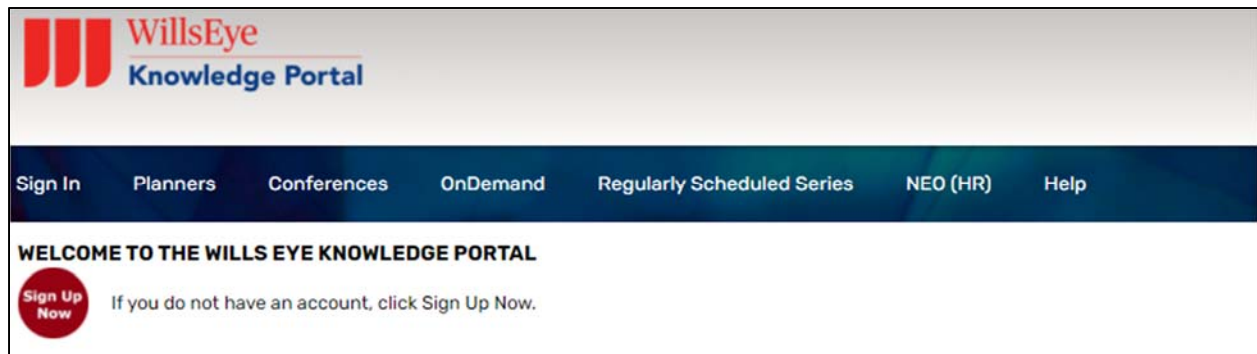 WillsEye
Knowledge Portal
Sign In Planners Conferences OnDemand Regularly Scheduled Series NEO (HR) Help
WELCOME TO THE WILLS EYE KNOWLEDGE PORTAL
Sign Up
Now
If you do not have an account, click Sign Up Now.